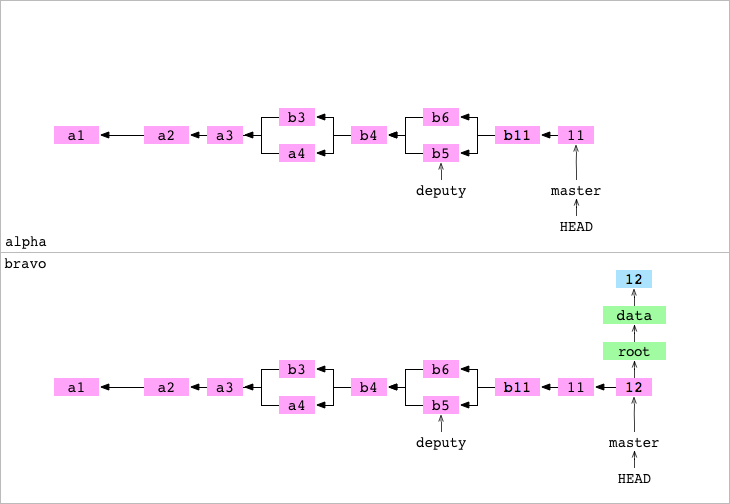 b3 b6
a1 a2 a3 b4 b11 11
a4 b5
deputy master
HEAD
alpha
bravo
12
data
root
b3 b6
a1 a2 a3 b4 b11 11 12
a4 b5
deputy master
HEAD